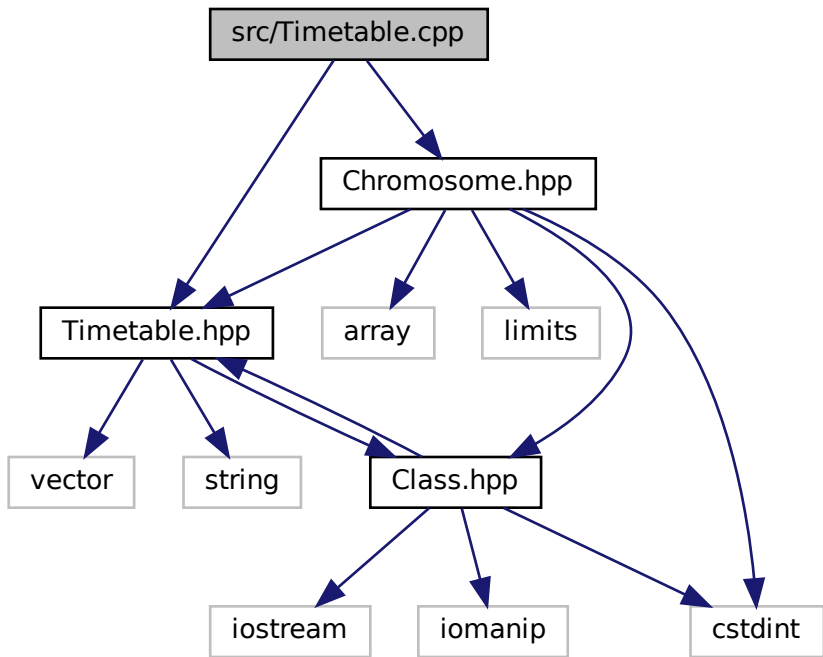 src/Timetable.cpp
Chromosome.hpp
Timetable.hpp
array
limits
vector
string
Class.hpp
iostream
iomanip
cstdint